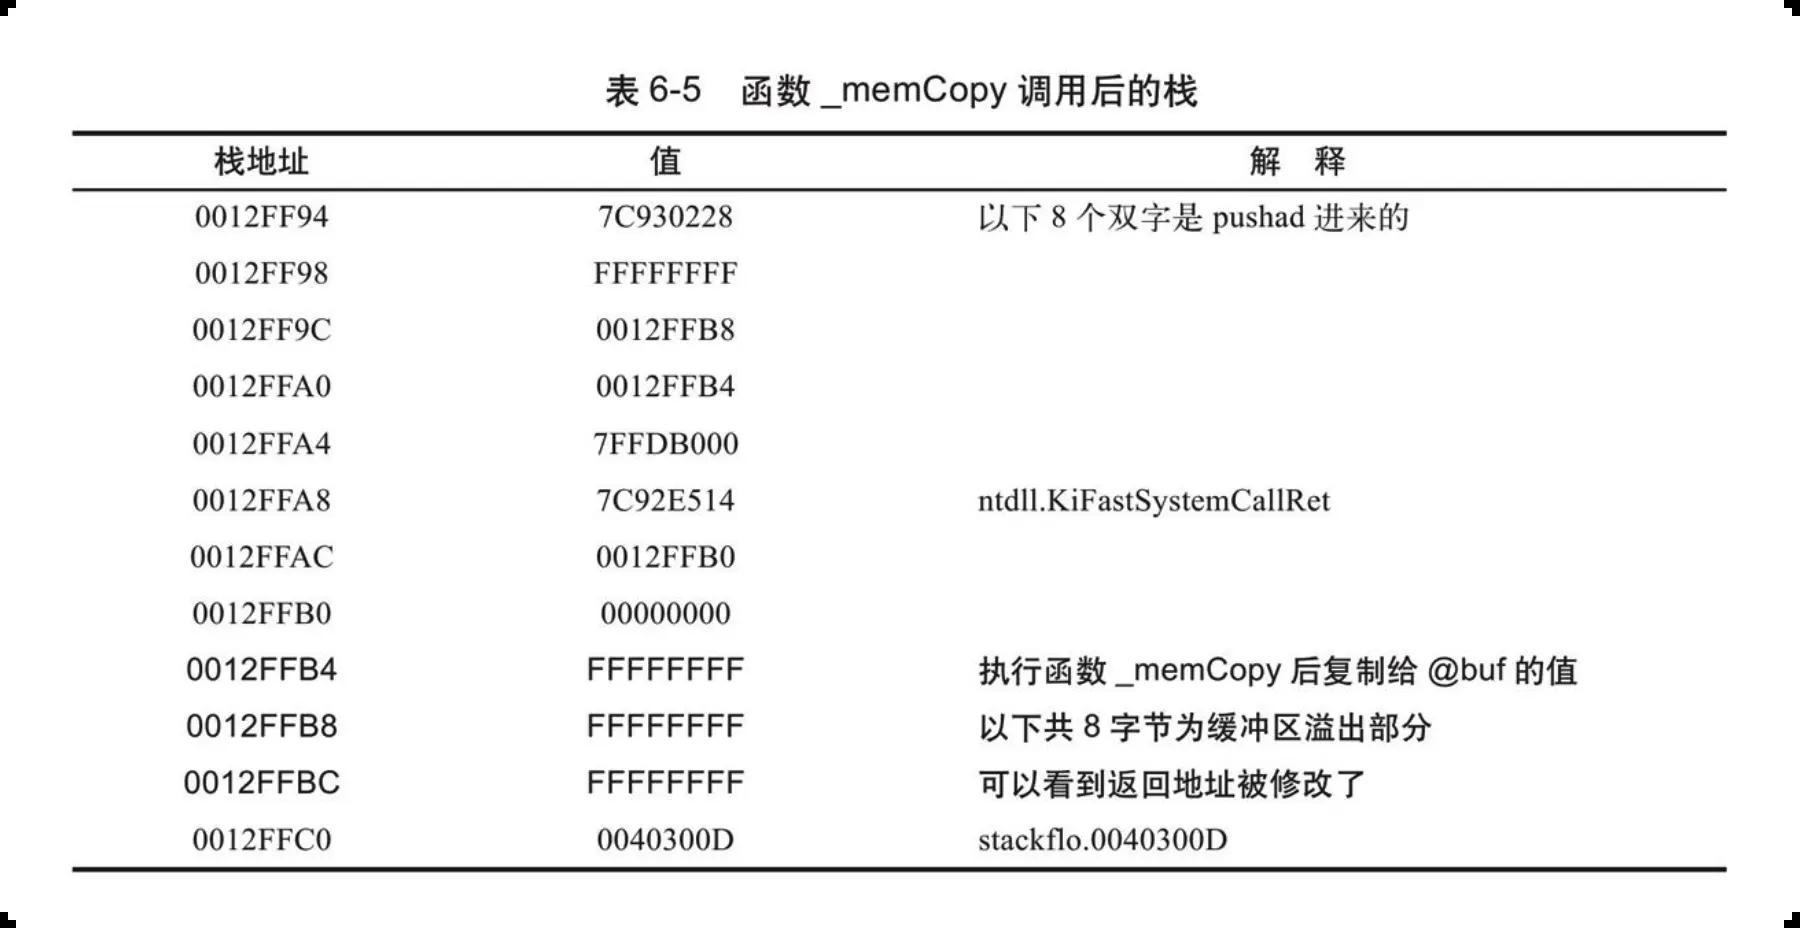 表 6-5 函数 _memCopy 调用后的栈
栈地址 值 解 释
0012FF94 7C930228 以下 8 个双字是 pushad 进来的
0012FF98 FFFFFFFF
0012FF9C 0012FFB8
0012FFA0 0012FFB4
0012FFA4 7FFDB000
0012FFA8 7C92E514 ntdll.KiFastSystemCallRet
0012FFAC 0012FFB0
0012FFB0 00000000
0012FFB4 FFFFFFFF 执行函数 _memCopy 后复制给 @buf 的值
0012FFB8 FFFFFFFF 以下共 8 字节为缓冲区溢出部分
0012FFBC FFFFFFFF 可以看到返回地址被修改了
0012FFC0 0040300D stackflo.0040300D